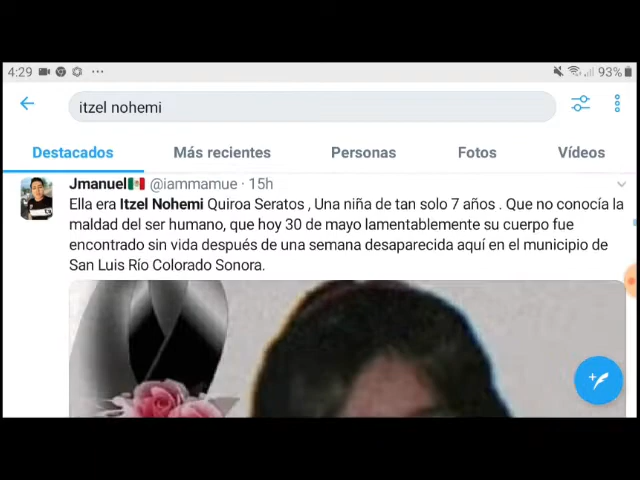 4:29
93%
itzel nohemi
Destacados Más recientes Personas Fotos Vídeos
Jmanuel @iammamue · 15h
Ella era Itzel Nohemi Quiroa Seratos , Una niña de tan solo 7 años . Que no conocía la
maldad del ser humano, que hoy 30 de mayo lamentablemente su cuerpo fue
encontrado sin vida después de una semana desaparecida aquí en el municipio de
San Luis Río Colorado Sonora.